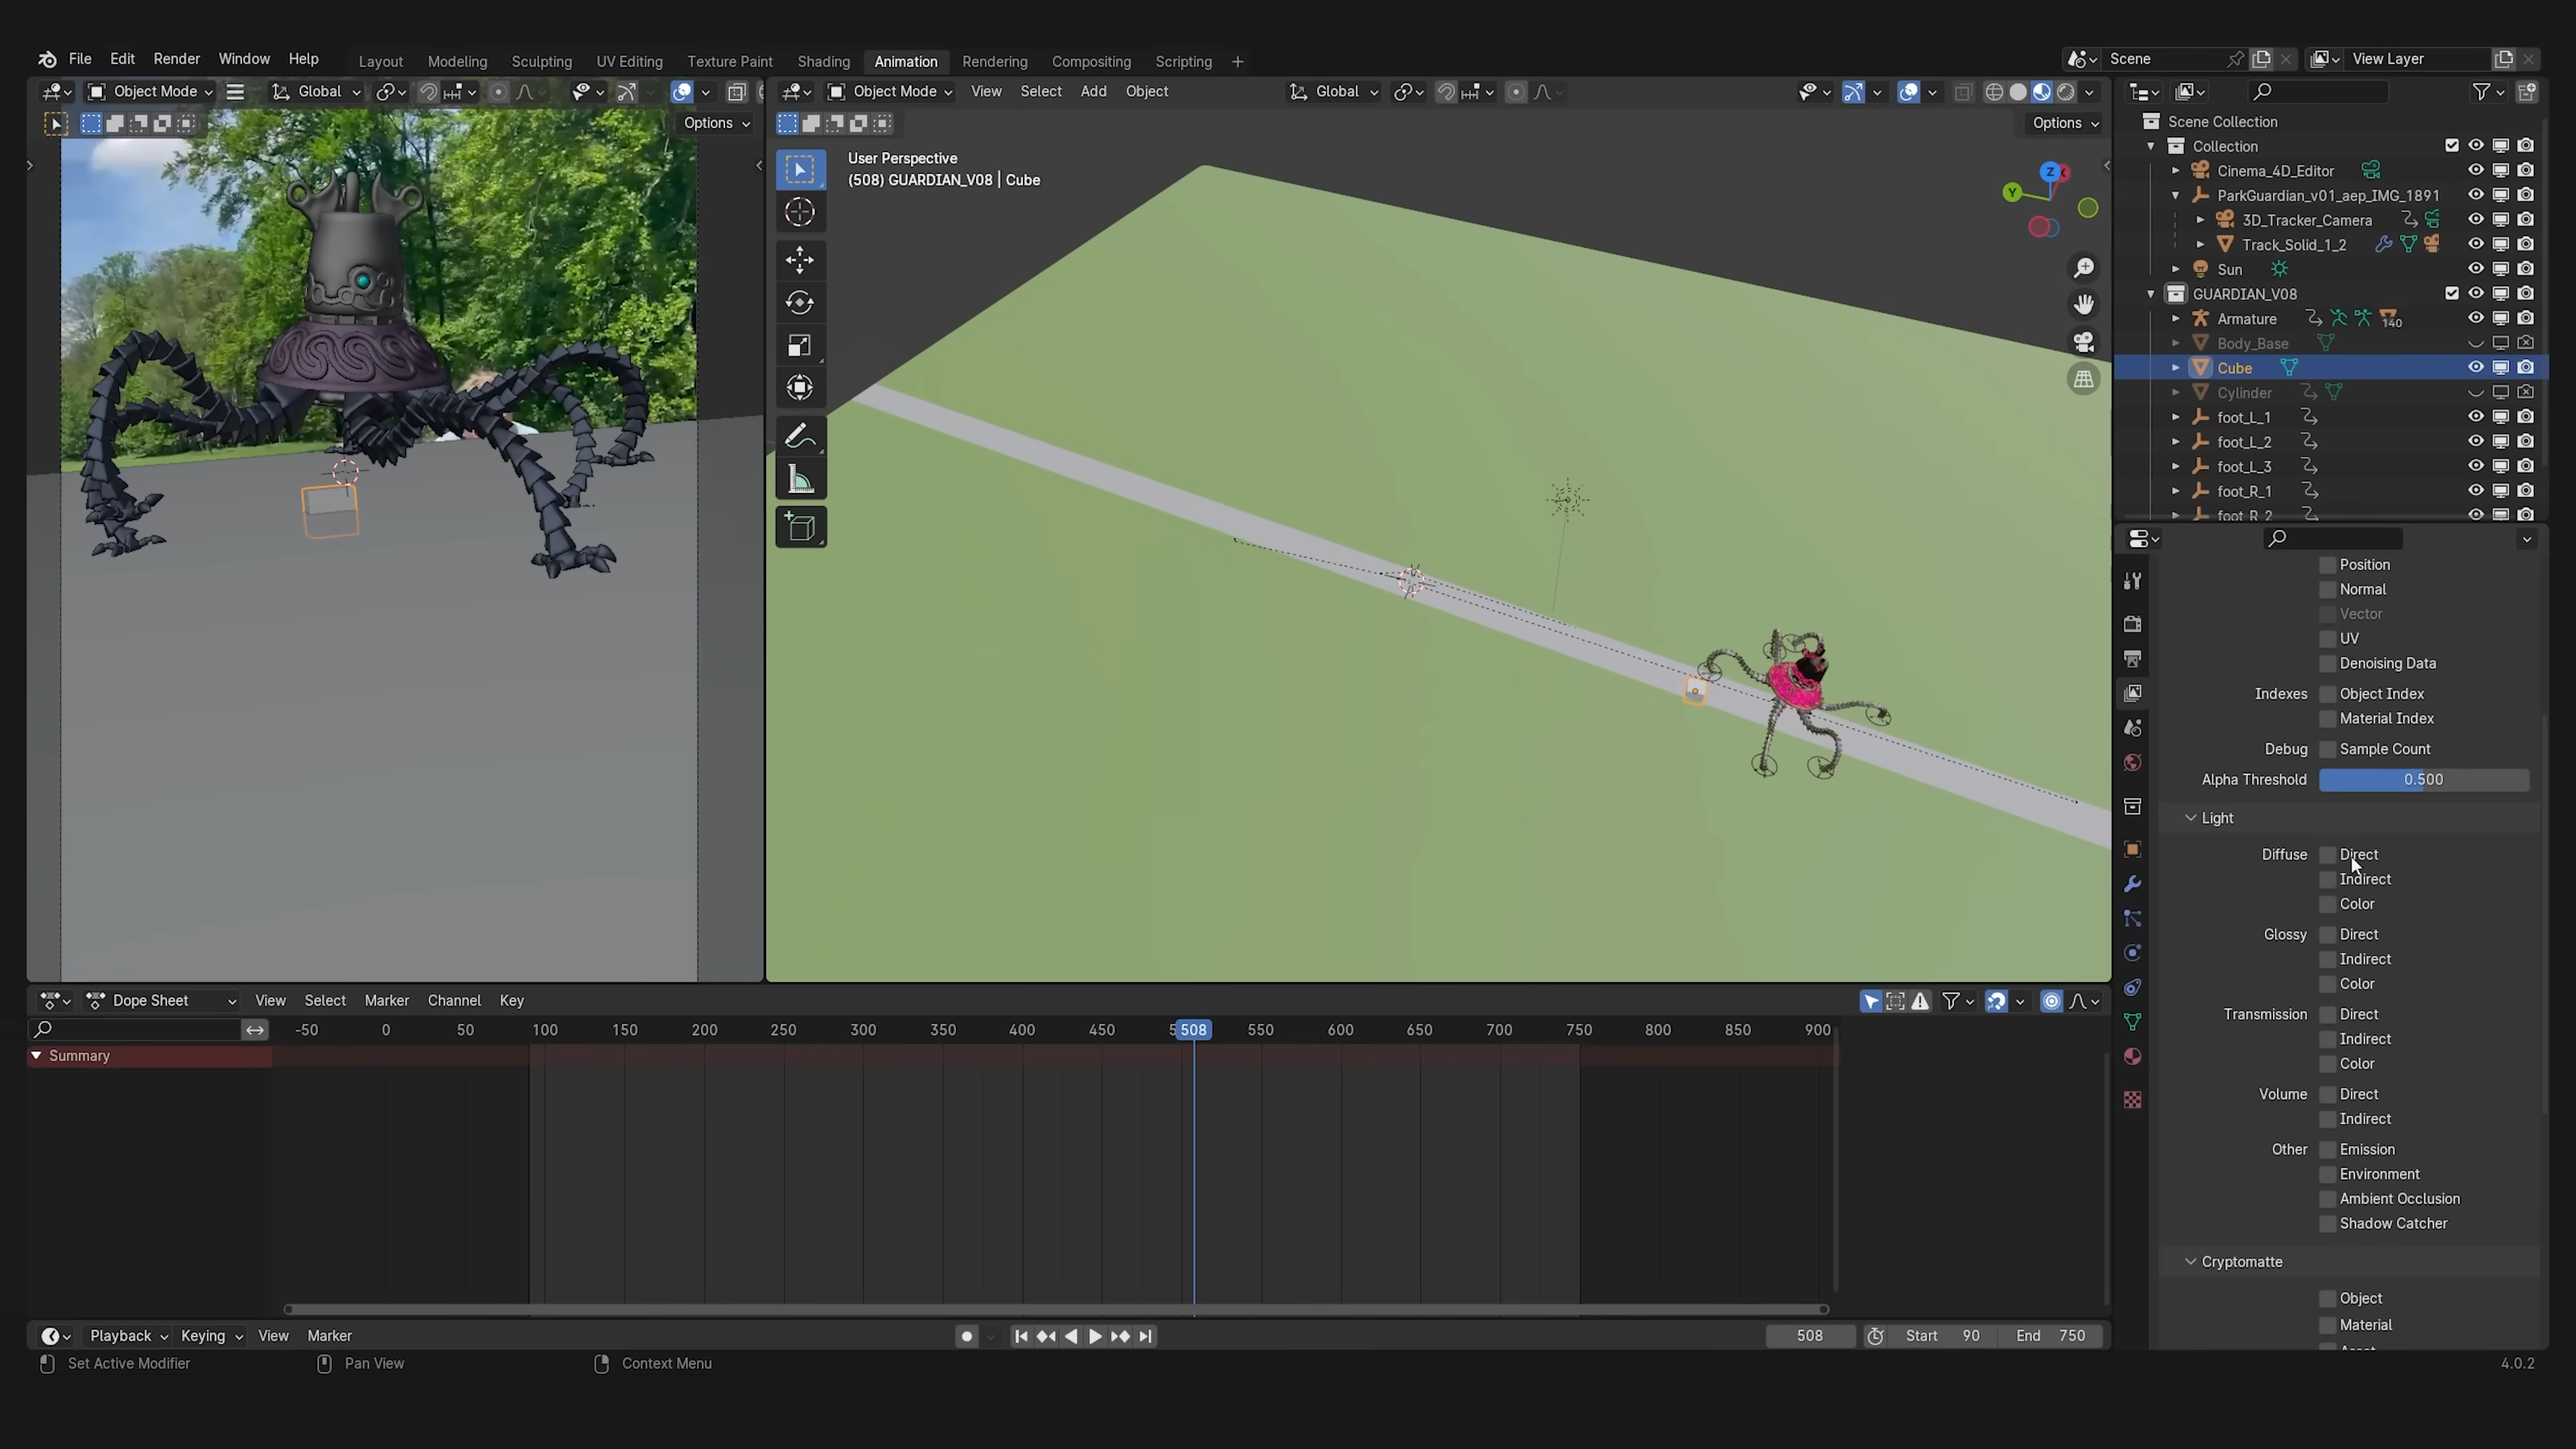 File Edit Render Window Help Layout Modeling Sculpting UV Editing Texture Paint Shading Animation Rendering Compositing Scripting + Scene View Layer
Object Mode Global
Object Mode View Select Add Object Global
Options
Options
User Perspective
(508) GUARDIAN_V08 | Cube
Z
Y
X
Scene Collection
Collection
Cinema_4D_Editor
ParkGuardian_v01_aep_IMG_1891
3D_Tracker_Camera
Track_Solid_1_2
Sun
GUARDIAN_V08
Armature 140
Body_Base
Cube
Cylinder
foot_L_1
foot_L_2
foot_L_3
foot_R_1
foot_R_2
Position
Normal
Vector
UV
Denoising Data
Indexes Object Index
Material Index
Debug Sample Count
Alpha Threshold 0.500
Light
Diffuse Direct
Indirect
Color
Glossy Direct
Indirect
Color
Transmission Direct
Indirect
Color
Volume Direct
Indirect
Other Emission
Environment
Ambient Occlusion
Shadow Catcher
Cryptomatte
Object
Material
Dope Sheet View Select Marker Channel Key
-50 0 50 100 150 200 250 300 350 400 450 508 550 600 650 700 750 800 850 900
Summary
Playback Keying View Marker 508 Start 90 End 750
Set Active Modifier Pan View Context Menu 4.0.2